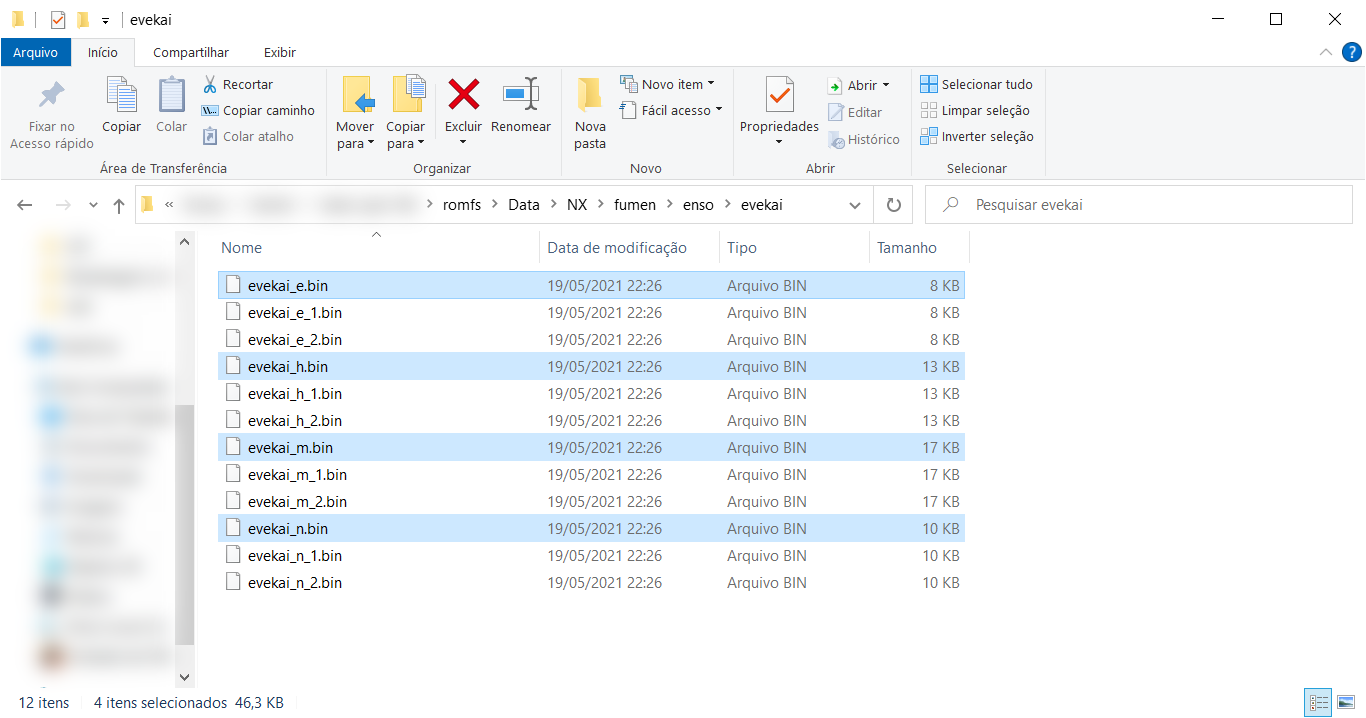 evekai
Arquivo Início Compartilhar Exibir
Fixar no Acesso rápido
Copiar
Colar
Recortar
Copiar caminho
Colar atalho
Área de Transferência
Mover para
Copiar para
Excluir
Renomear
Organizar
Nova pasta
Novo item
Fácil acesso
Novo
Propriedades
Abrir
Editar
Histórico
Abrir
Selecionar tudo
Limpar seleção
Inverter seleção
Selecionar
« romfs > Data > NX > fumen > enso > evekai
Pesquisar evekai
Nome Data de modificação Tipo Tamanho
evekai_e.bin 19/05/2021 22:26 Arquivo BIN 8 KB
evekai_e_1.bin 19/05/2021 22:26 Arquivo BIN 8 KB
evekai_e_2.bin 19/05/2021 22:26 Arquivo BIN 8 KB
evekai_h.bin 19/05/2021 22:26 Arquivo BIN 13 KB
evekai_h_1.bin 19/05/2021 22:26 Arquivo BIN 13 KB
evekai_h_2.bin 19/05/2021 22:26 Arquivo BIN 13 KB
evekai_m.bin 19/05/2021 22:26 Arquivo BIN 17 KB
evekai_m_1.bin 19/05/2021 22:26 Arquivo BIN 17 KB
evekai_m_2.bin 19/05/2021 22:26 Arquivo BIN 17 KB
evekai_n.bin 19/05/2021 22:26 Arquivo BIN 10 KB
evekai_n_1.bin 19/05/2021 22:26 Arquivo BIN 10 KB
evekai_n_2.bin 19/05/2021 22:26 Arquivo BIN 10 KB
12 itens 4 itens selecionados 46,3 KB